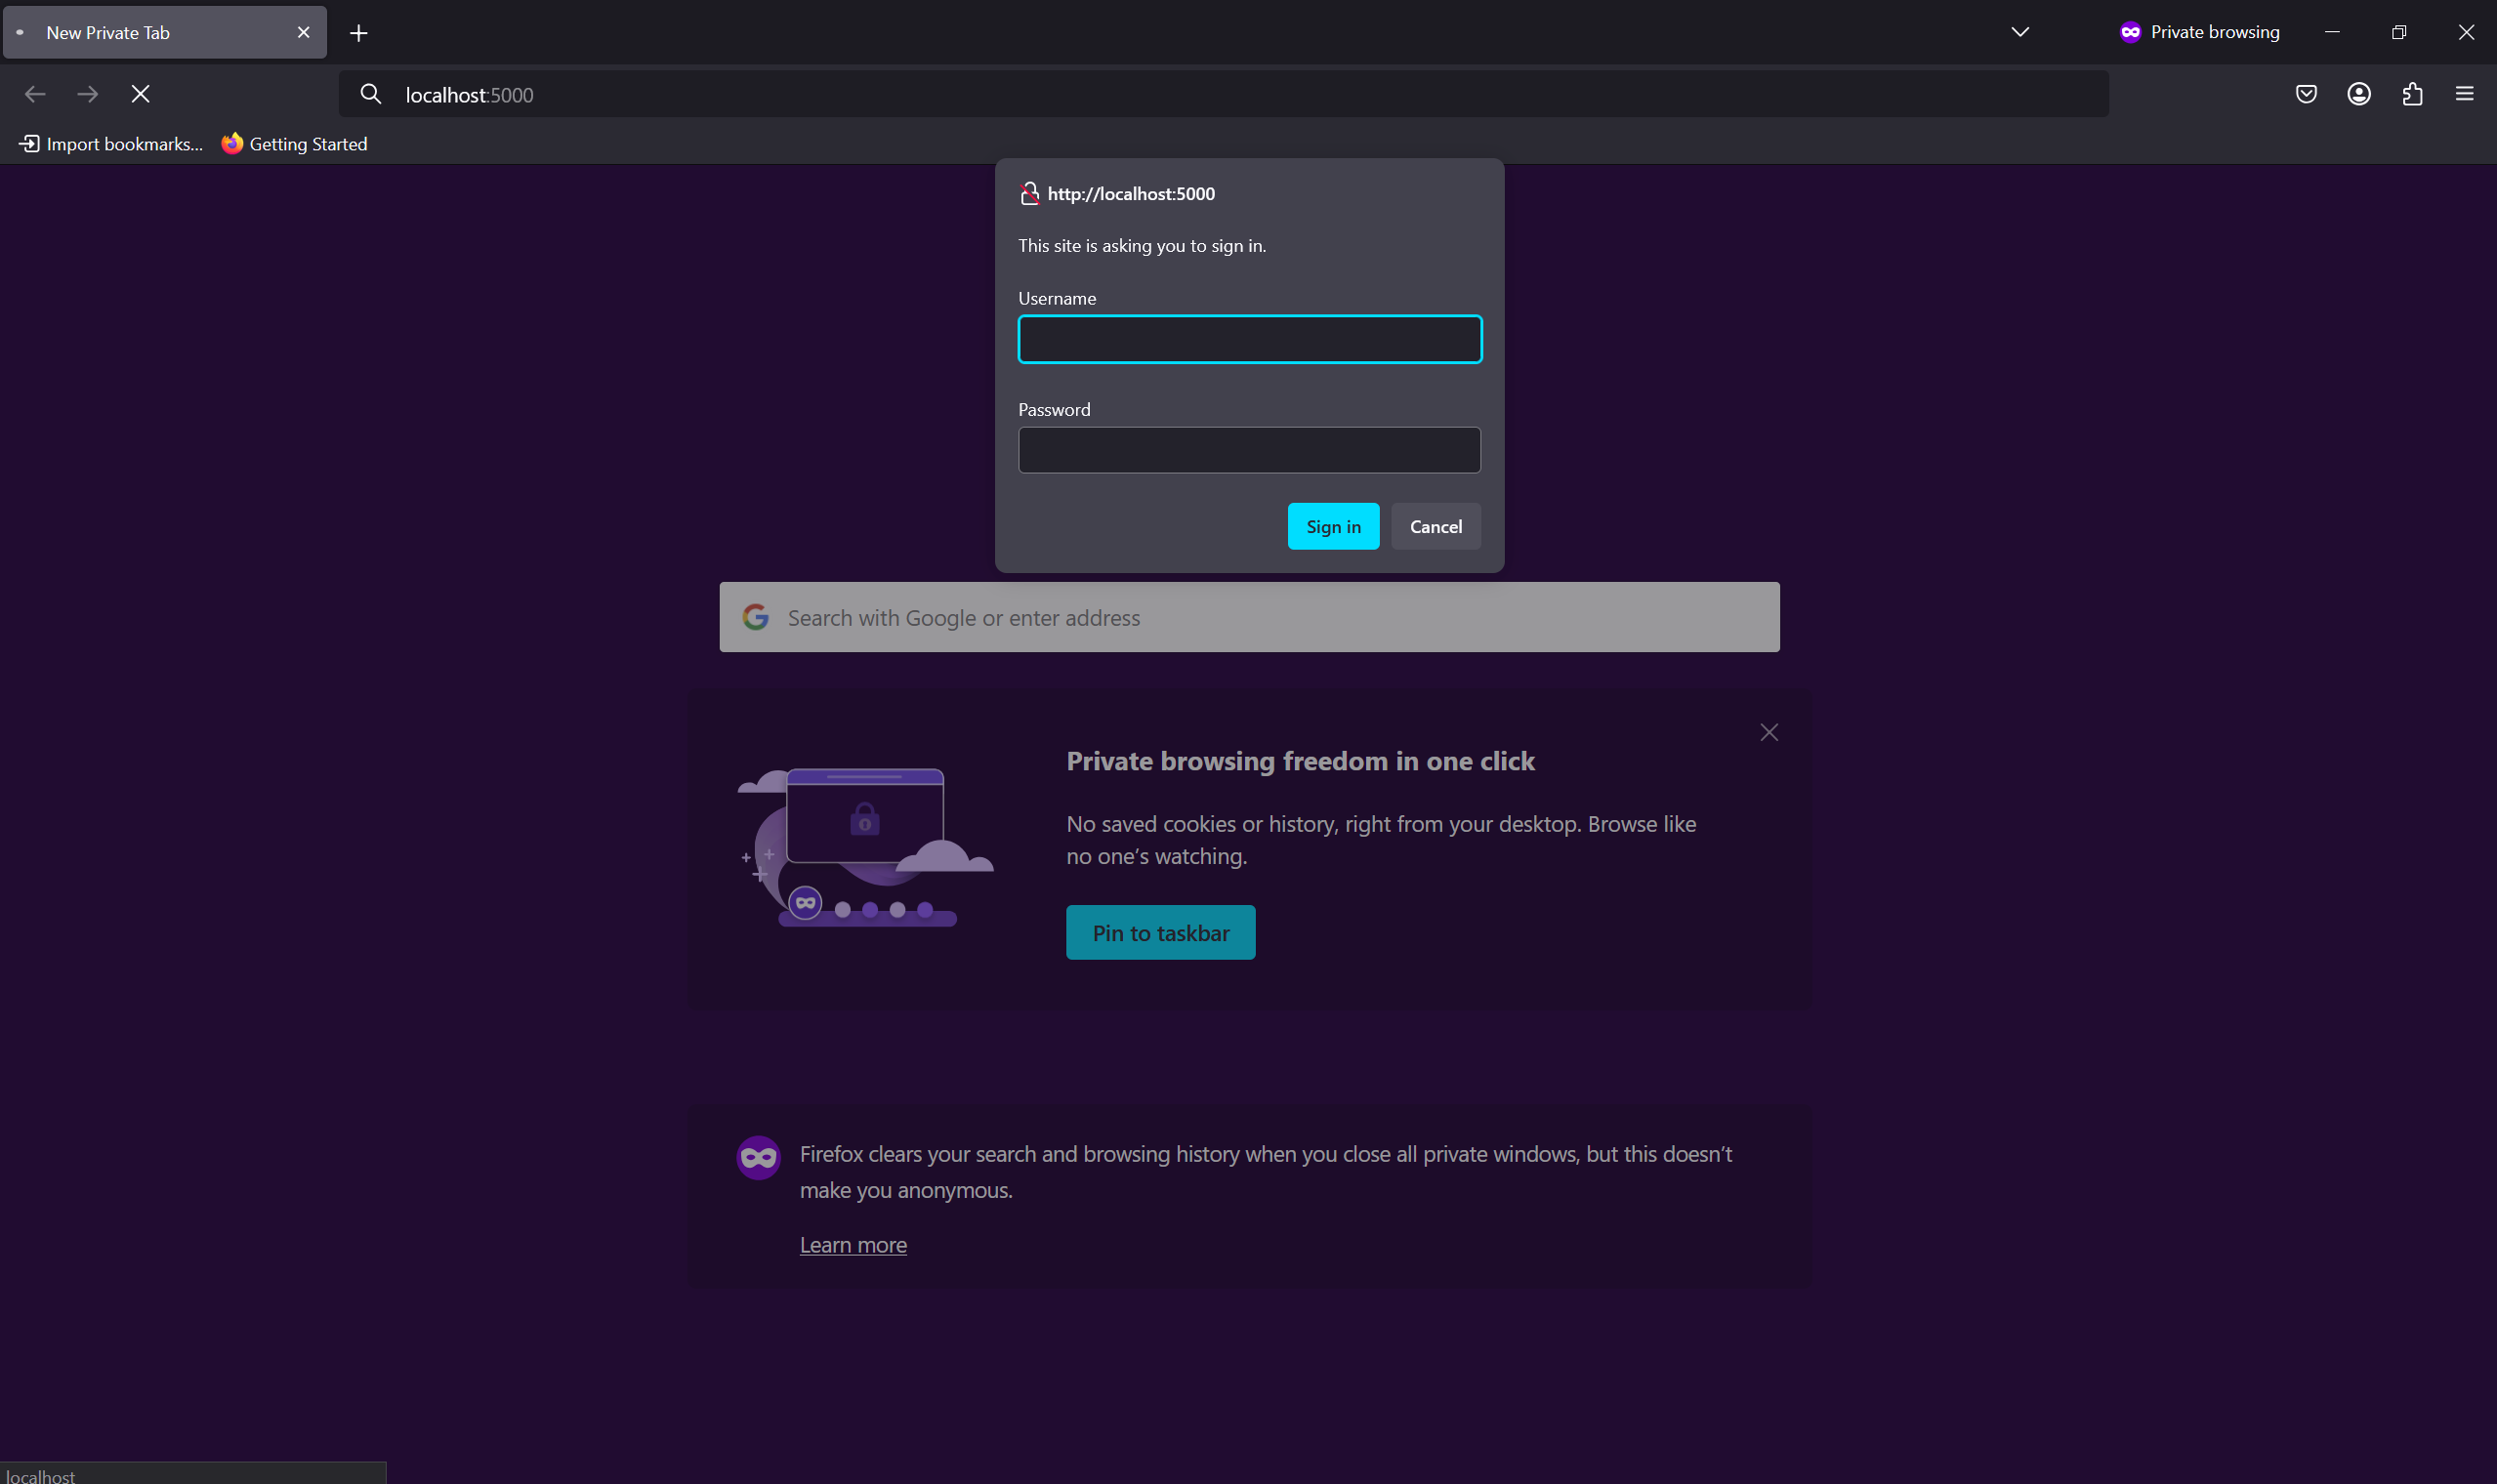 New Private Tab
Private browsing
localhost:5000
Import bookmarks...
Getting Started
http://localhost:5000
This site is asking you to sign in.
Username
Password
Sign in
Cancel
Search with Google or enter address
Private browsing freedom in one click
No saved cookies or history, right from your desktop. Browse like
no one’s watching.
Pin to taskbar
Firefox clears your search and browsing history when you close all private windows, but this doesn’t
make you anonymous.
Learn more
localhost